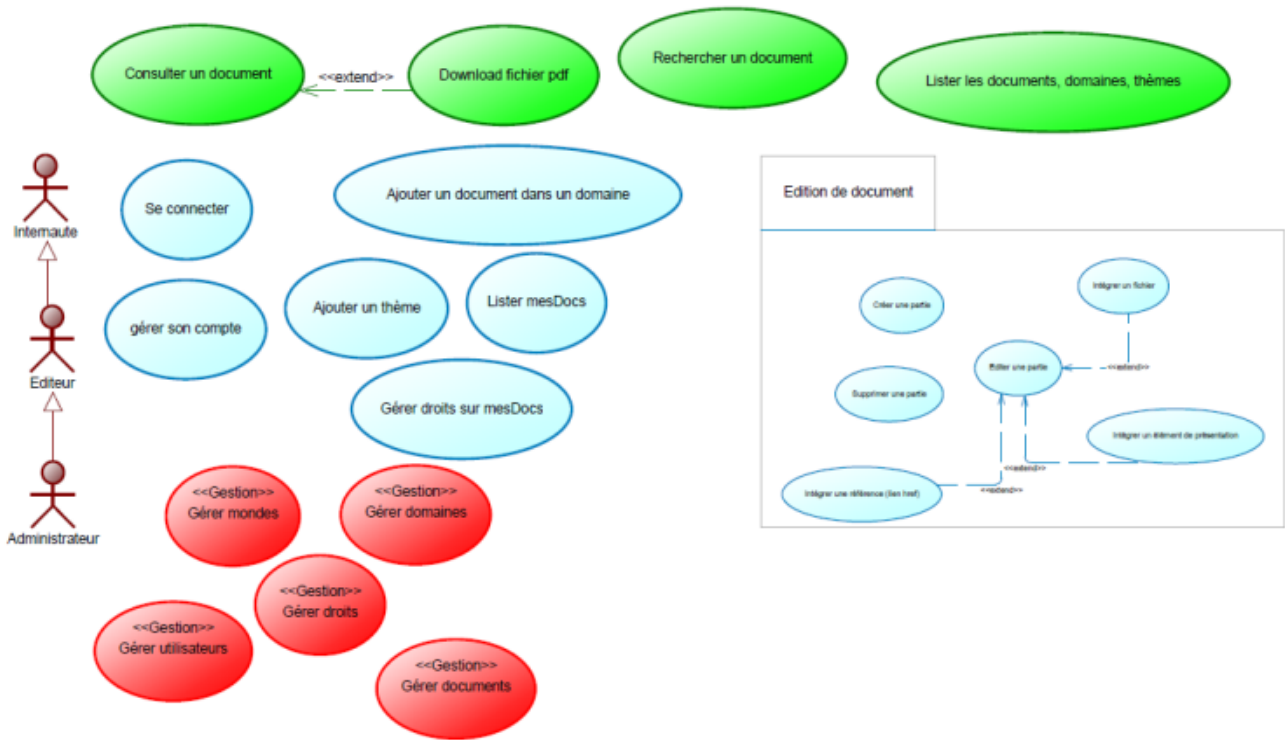 Consulter un document
<<extend>>
Download fichier pdf
Rechercher un document
Lister les documents, domaines, thèmes
Internaute
Se connecter
Ajouter un document dans un domaine
Edition de document
gérer son compte
Ajouter un thème
Lister mesDocs
Editeur
Gérer droits sur mesDocs
Créer une partie
Intégrer un fichier
Editer une partie
<<extend>>
Supprimer une partie
Intégrer un élément de présentation
<<extend>>
Intégrer une référence (lien href)
<<extend>>
Administrateur
<<Gestion>>
Gérer mondes
<<Gestion>>
Gérer domaines
<<Gestion>>
Gérer droits
<<Gestion>>
Gérer utilisateurs
<<Gestion>>
Gérer documents